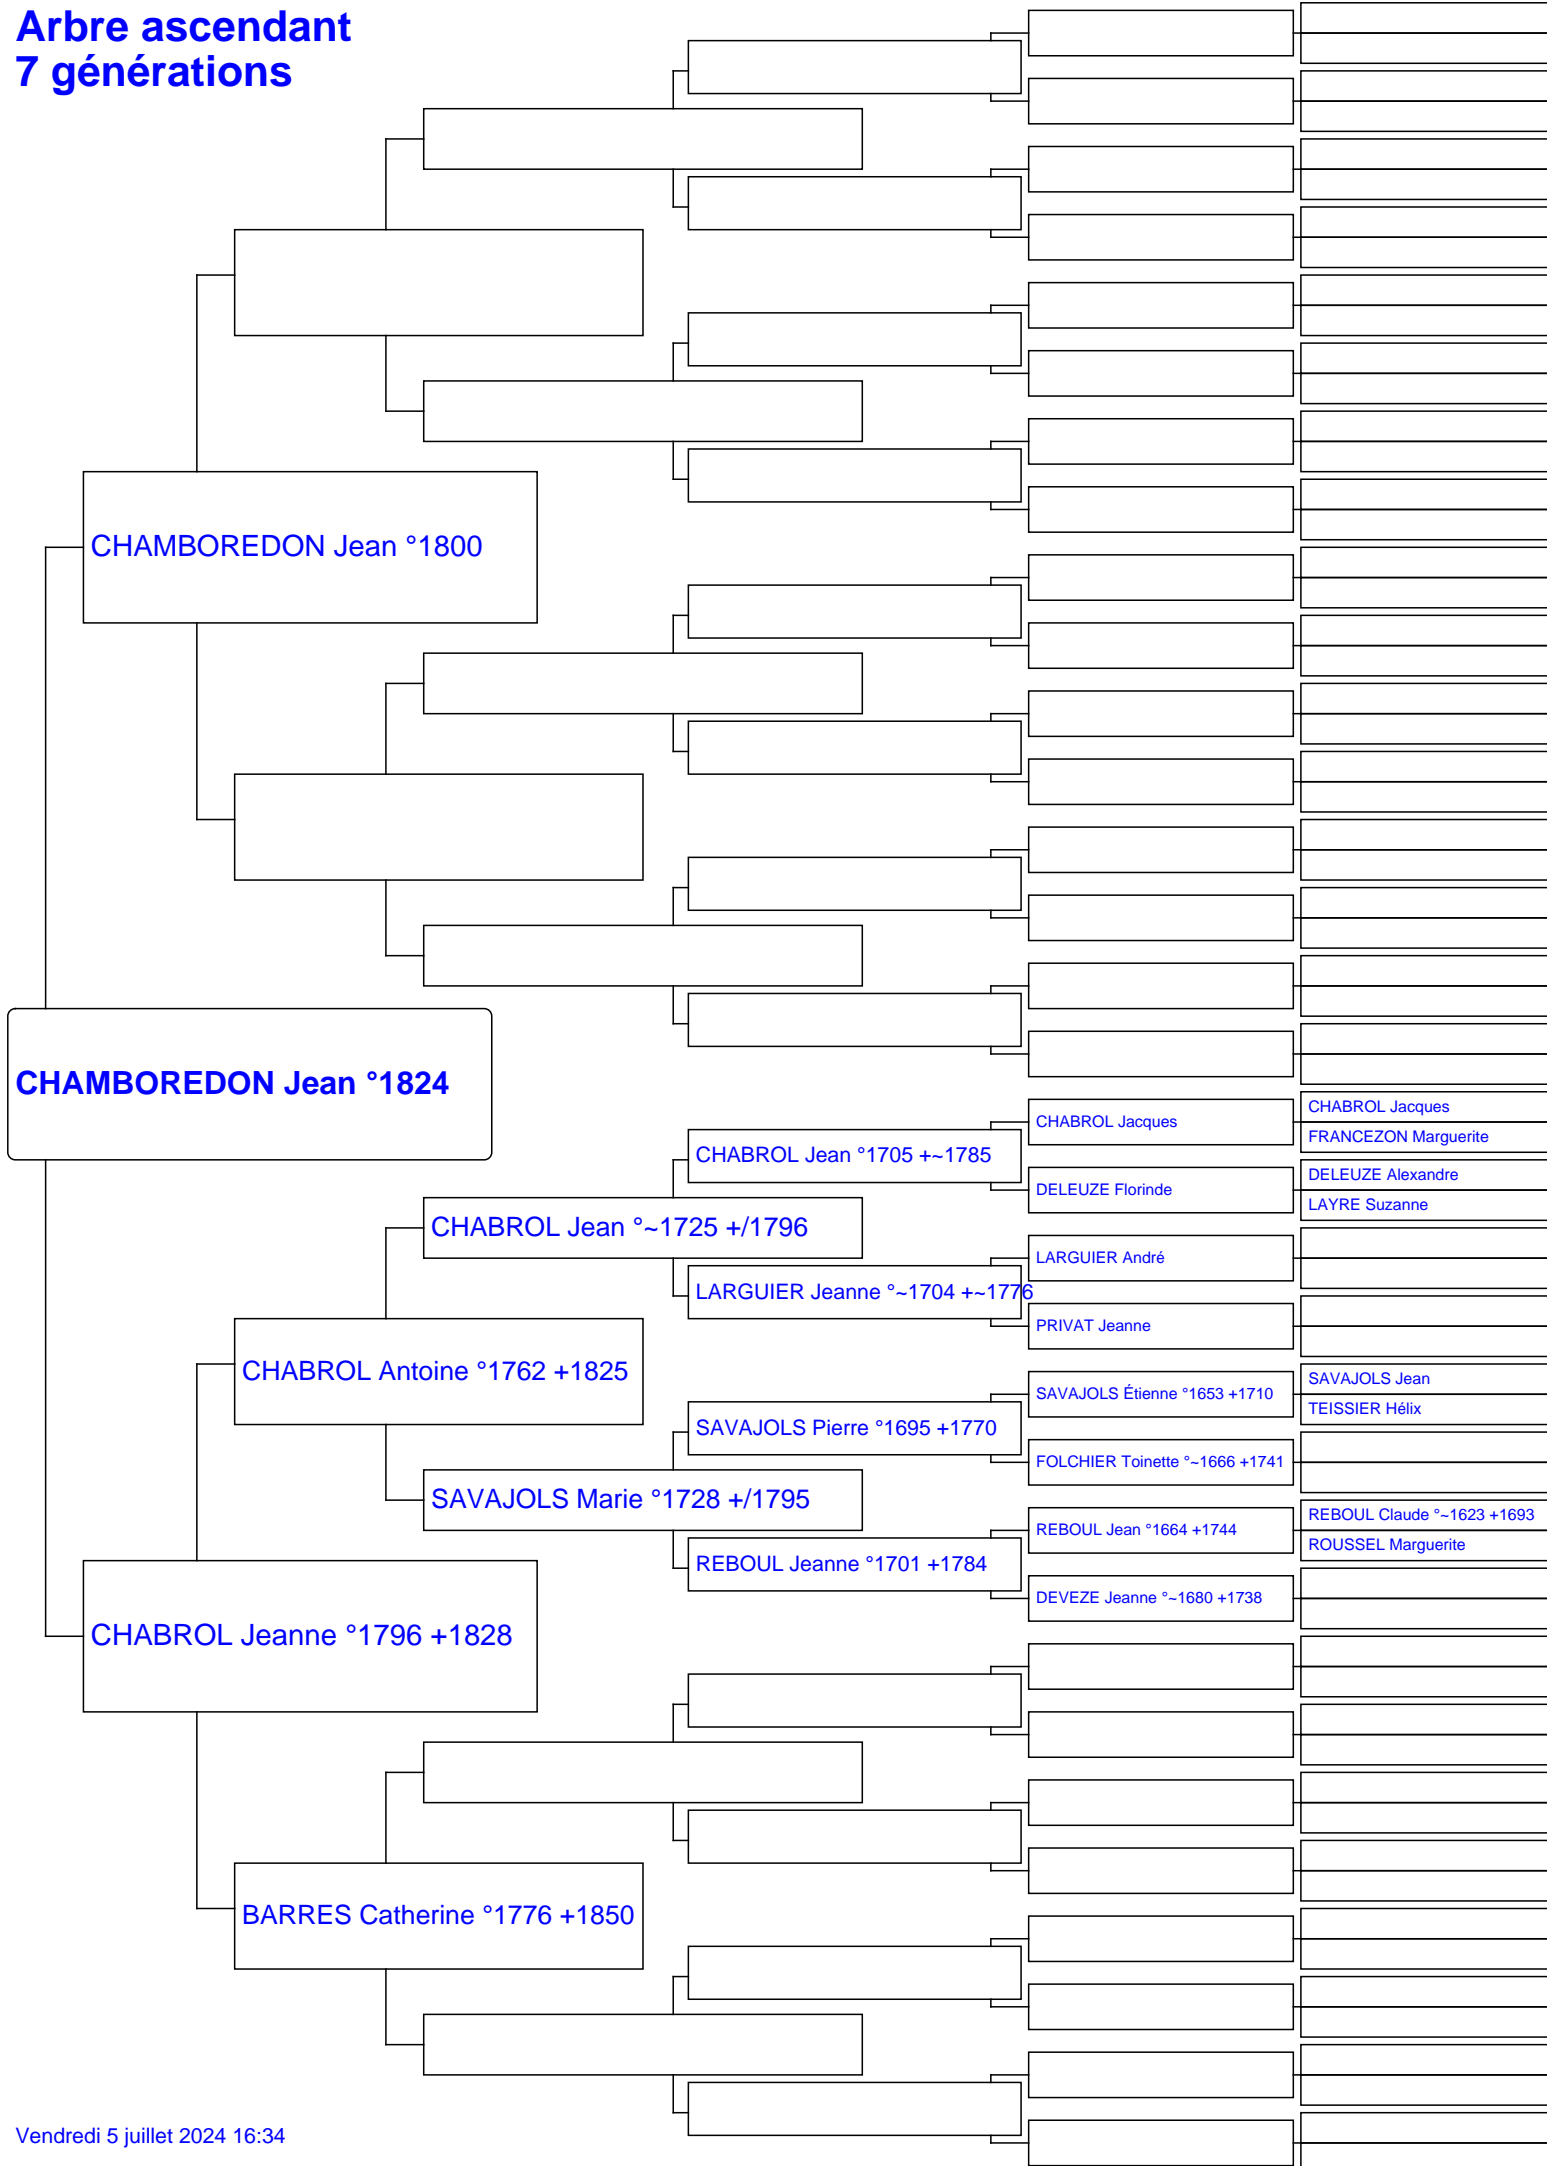 Arbre ascendant
7 générations
CHAMBOREDON Jean °1800
CHAMBOREDON Jean °1824
CHABROL Jacques
CHABROL Jacques
FRANCEZON Marguerite
CHABROL Jean °1705 +~1785
DELEUZE Florinde
DELEUZE Alexandre
LAYRE Suzanne
CHABROL Jean °~1725 +/1796
LARGUIER André
LARGUIER Jeanne °~1704 +~1776
PRIVAT Jeanne
CHABROL Antoine °1762 +1825
SAVAJOLS Étienne °1653 +1710
SAVAJOLS Jean
TEISSIER Hélix
SAVAJOLS Pierre °1695 +1770
FOLCHIER Toinette °~1666 +1741
SAVAJOLS Marie °1728 +/1795
REBOUL Jean °1664 +1744
REBOUL Claude °~1623 +1693
ROUSSEL Marguerite
REBOUL Jeanne °1701 +1784
DEVEZE Jeanne °~1680 +1738
CHABROL Jeanne °1796 +1828
BARRES Catherine °1776 +1850
Vendredi 5 juillet 2024 16:34